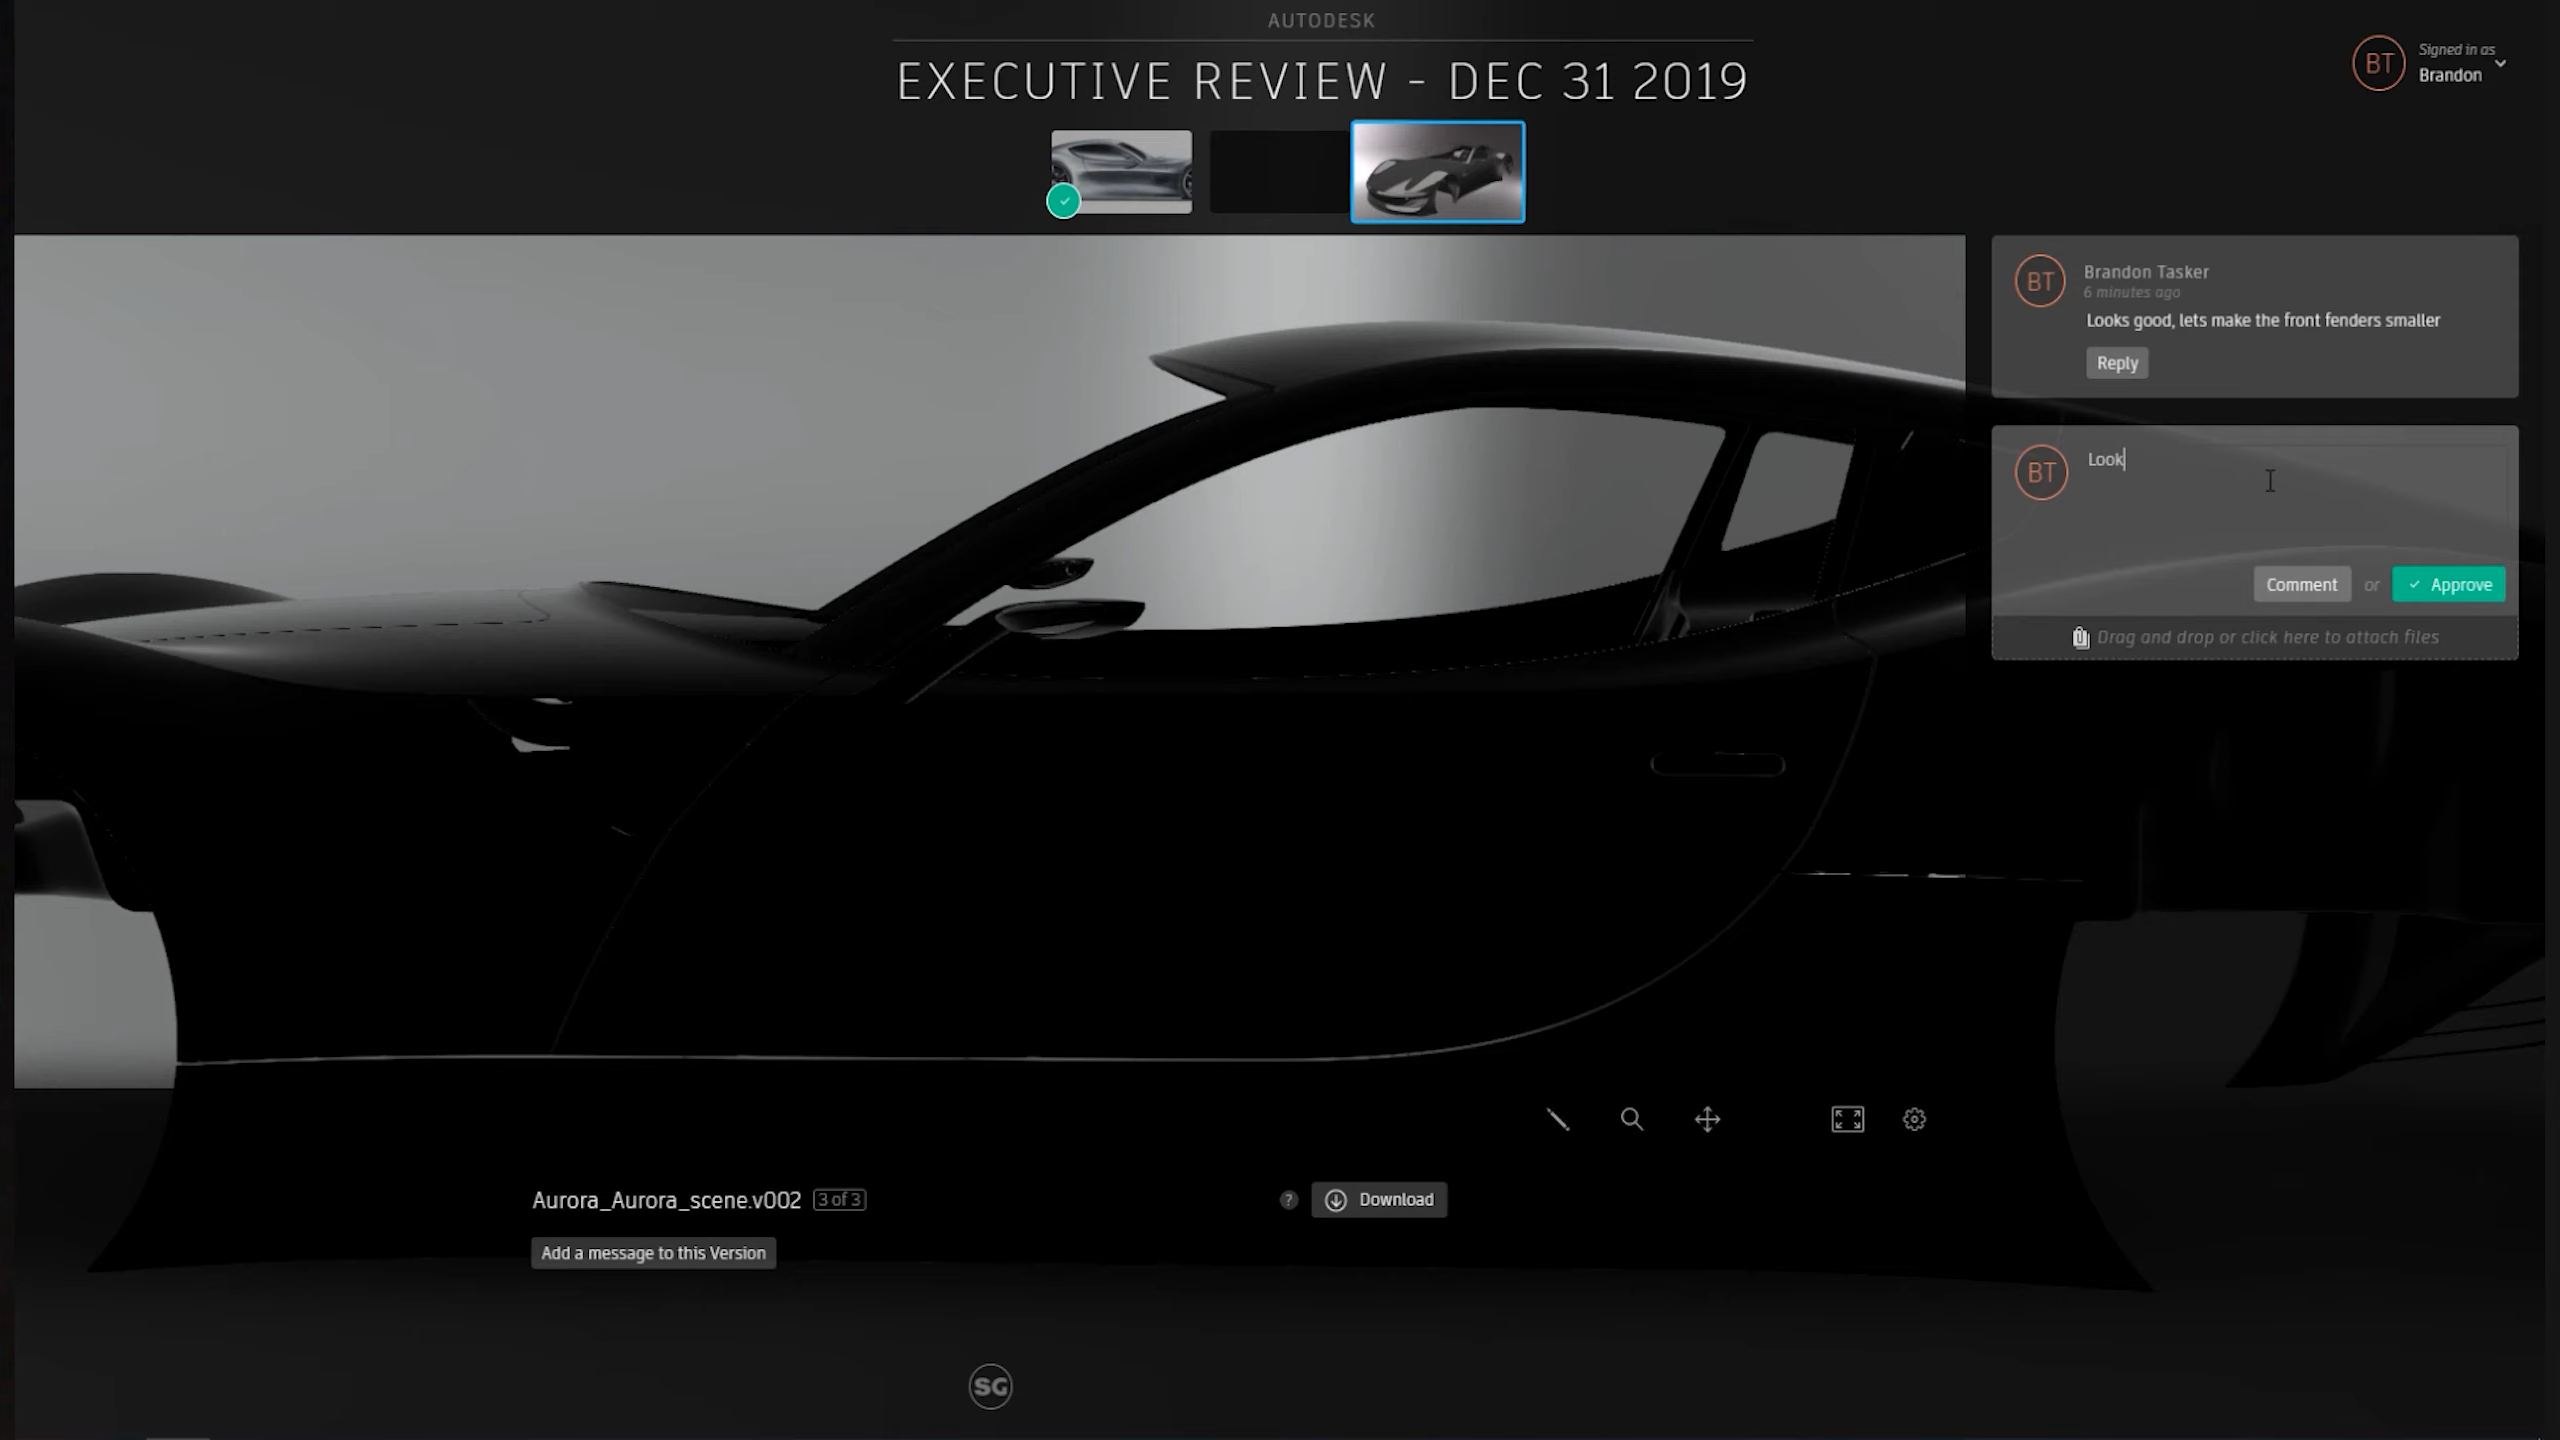 AUTODESK
EXECUTIVE REVIEW - DEC 31 2019
BT
Signed in as
Brandon
BT
Brandon Tasker
6 minutes ago
Looks good, lets make the front fenders smaller
Reply
BT
Look
Comment or Approve
Drag and drop or click here to attach files
Aurora_Aurora_scene.v002 3 of 3
? Download
Add a message to this Version
SG